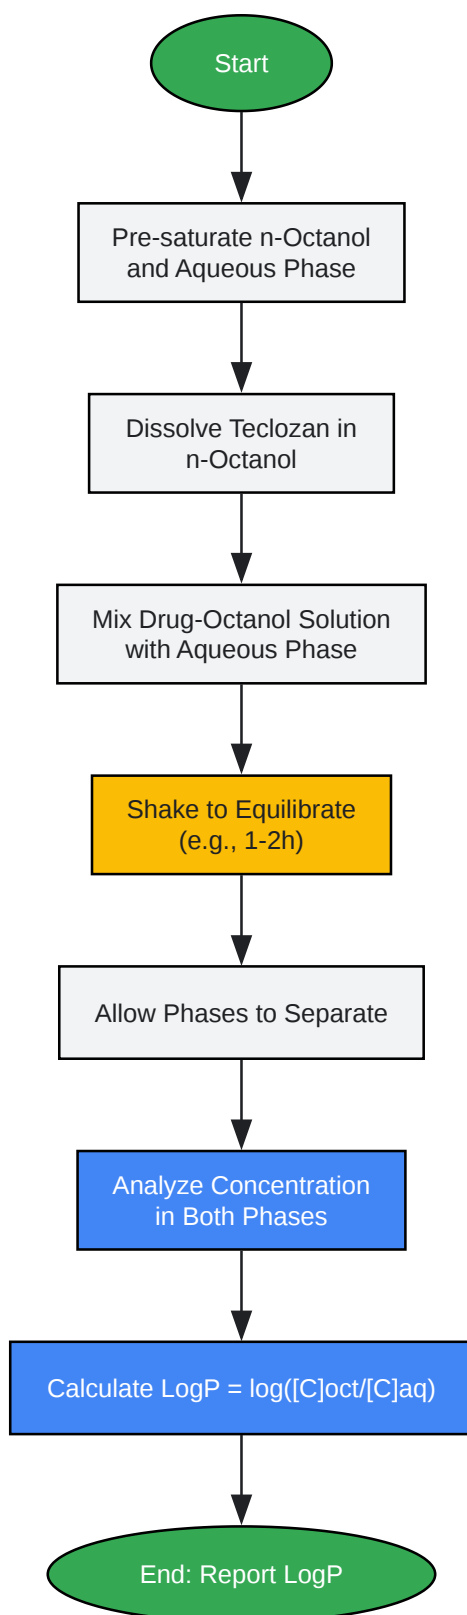 Start
Pre-saturate n-Octanol
and Aqueous Phase
Dissolve Teclozan in
n-Octanol
Mix Drug-Octanol Solution
with Aqueous Phase
Shake to Equilibrate
(e.g., 1-2h)
Allow Phases to Separate
Analyze Concentration
in Both Phases
Calculate LogP = log([C]oct/[C]aq)
End: Report LogP